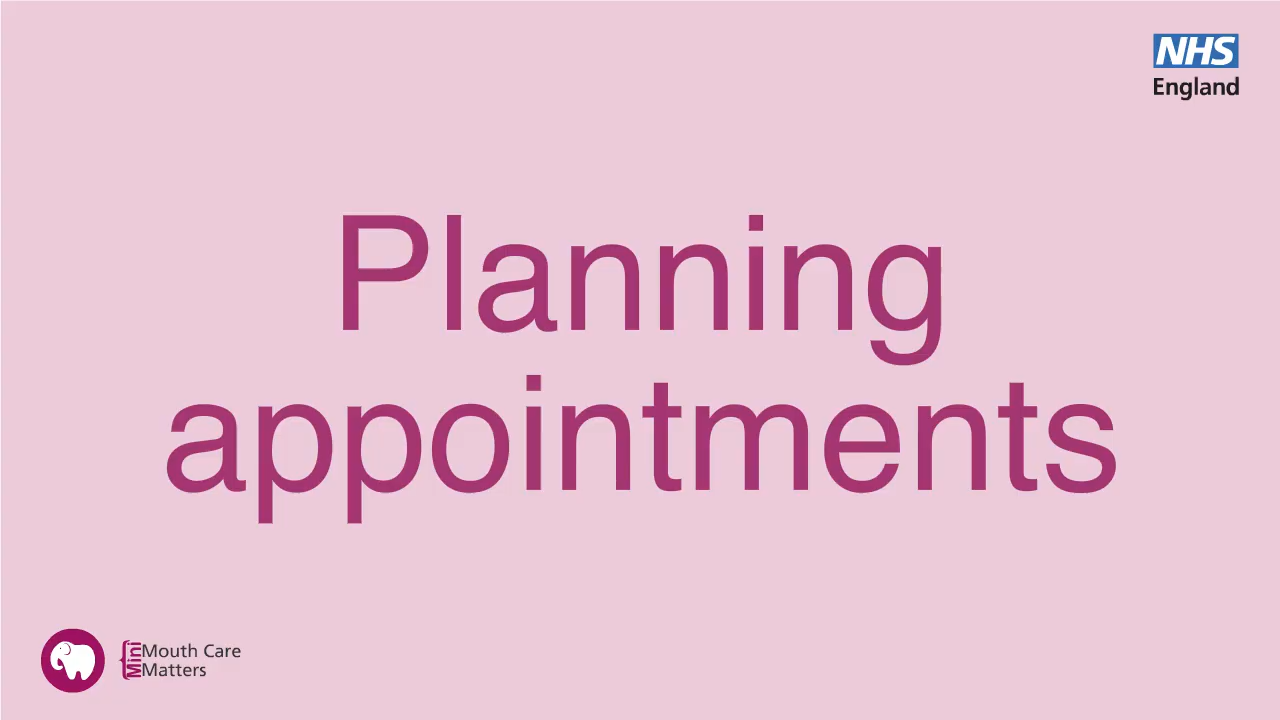 NHS
England
Planning
appointments
Mini
Mouth Care
Matters